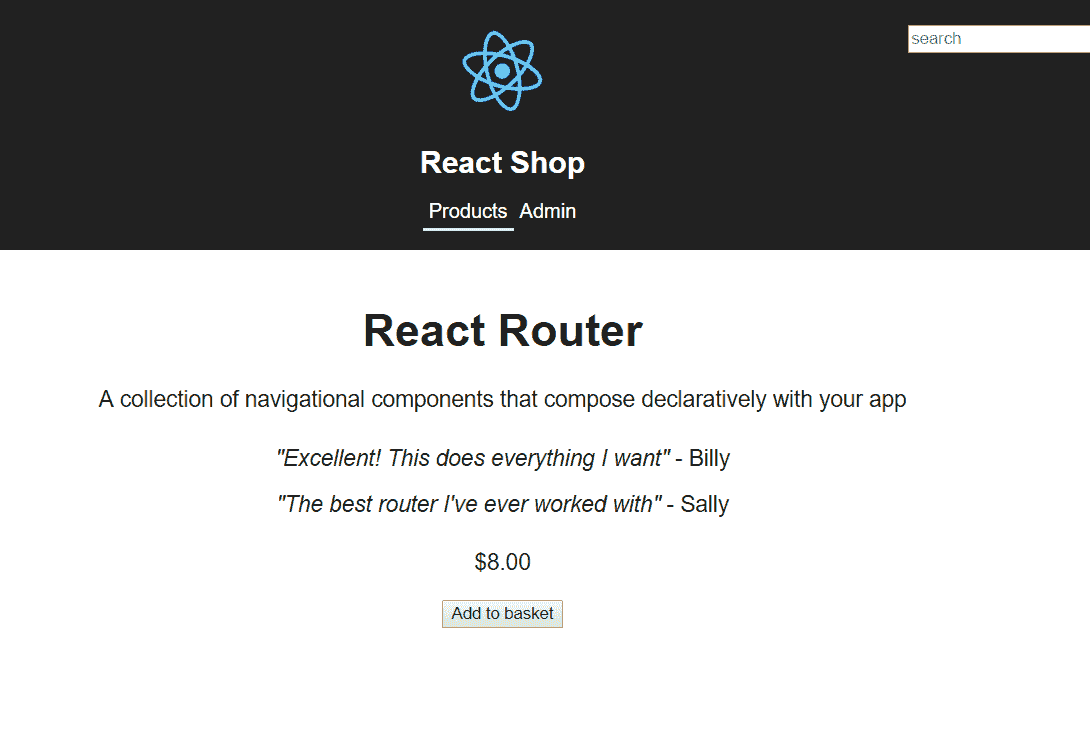 search
React Shop
Products Admin
React Router
A collection of navigational components that compose declaratively with your app
"Excellent! This does everything I want" - Billy
"The best router I've ever worked with" - Sally
$8.00
Add to basket